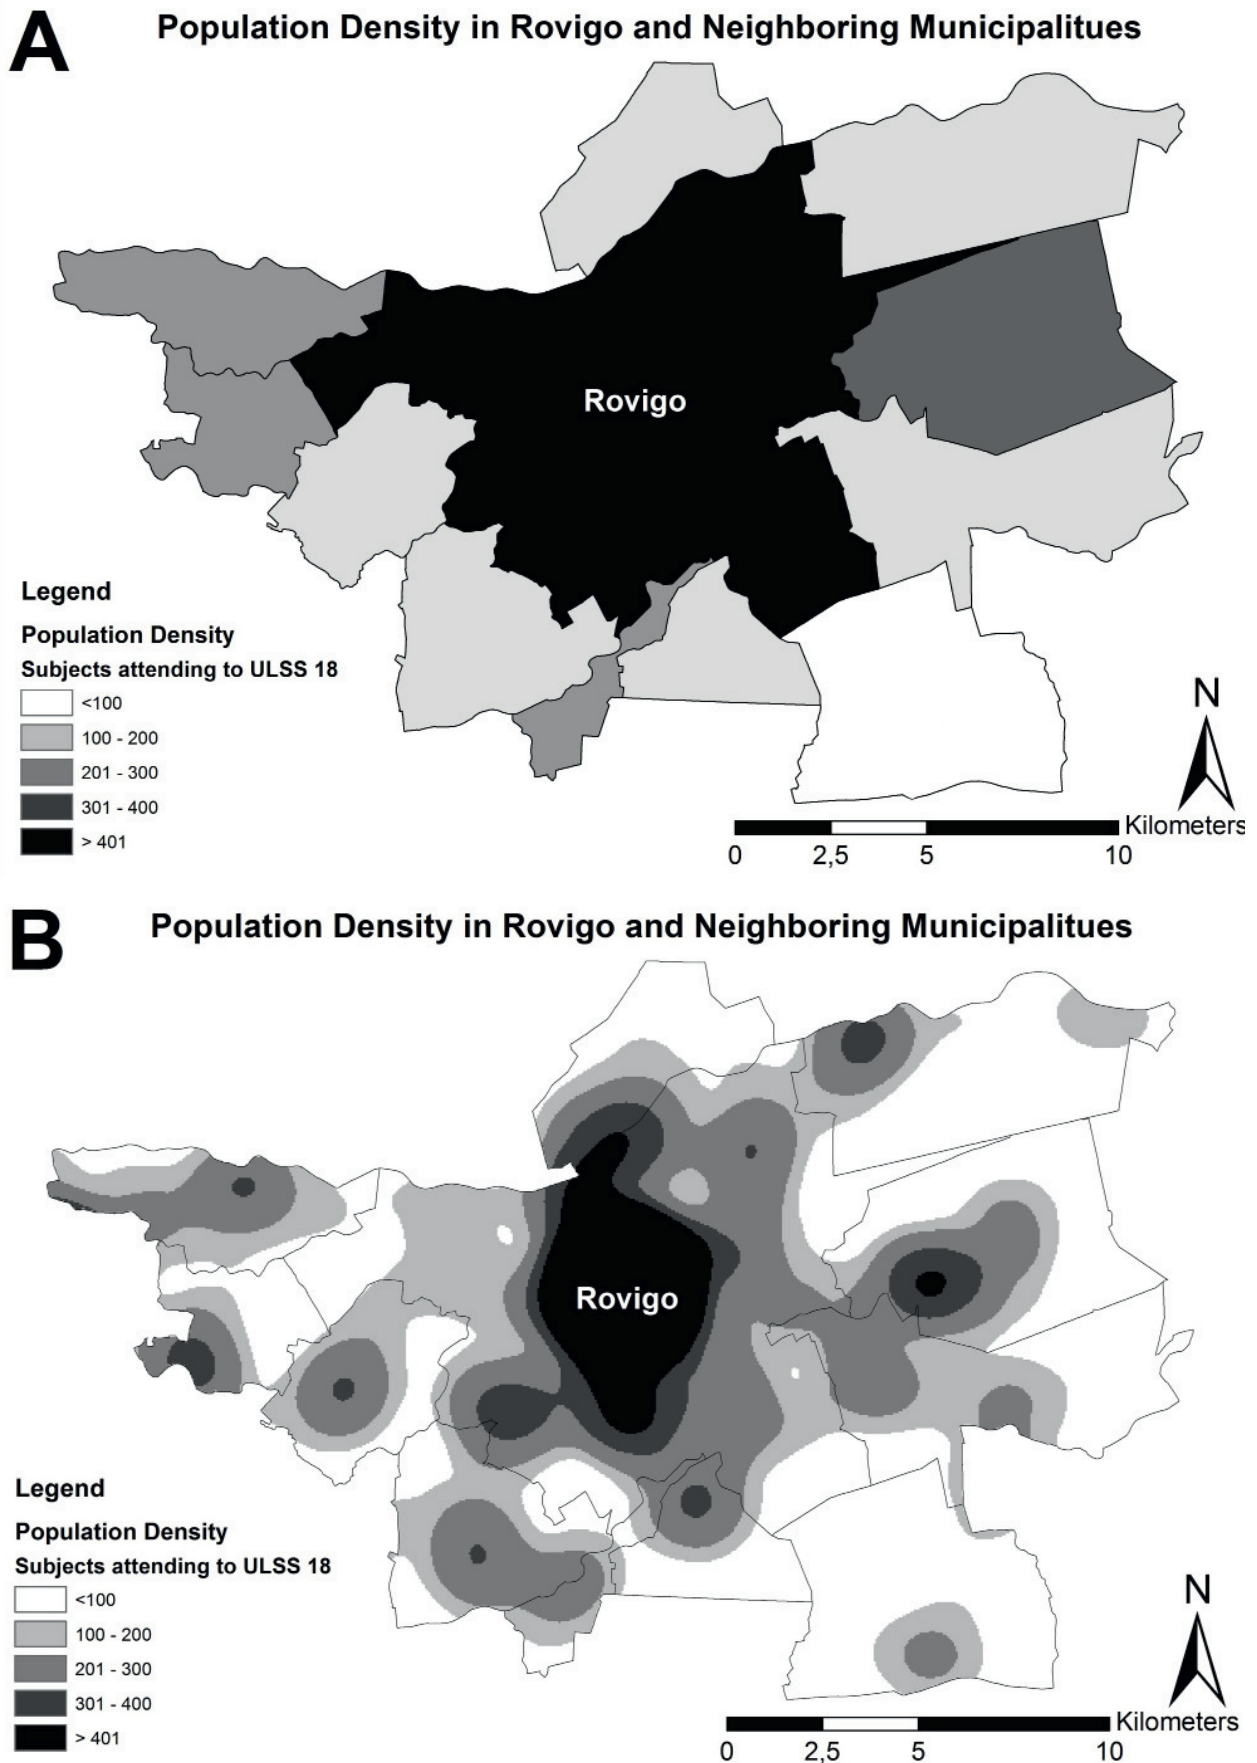 A
Population Density in Rovigo and Neighboring Municipalitues
Rovigo
Legend
Population Density
Subjects attending to ULSS 18
<100
100 - 200
201 - 300
301 - 400
> 401
N
Kilometers
0 2,5 5 10
B
Population Density in Rovigo and Neighboring Municipalitues
Rovigo
Legend
Population Density
Subjects attending to ULSS 18
<100
100 - 200
201 - 300
301 - 400
> 401
N
Kilometers
0 2,5 5 10